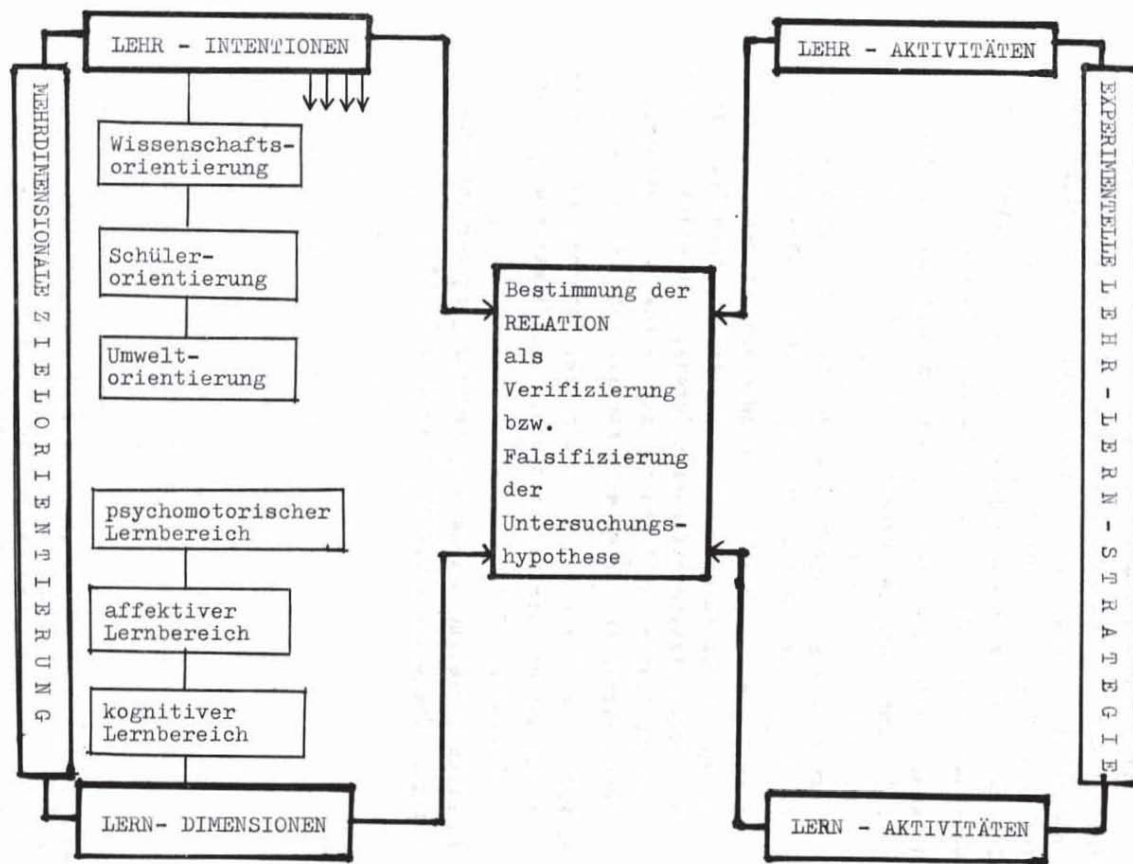 LEHR - INTENTIONEN
MEHRDIMENSIONALE ZIELORIENTIERUNG
Wissenschafts-
orientierung
Schüler-
orientierung
Umwelt-
orientierung
psychomotorischer
Lernbereich
affektiver
Lernbereich
kognitiver
Lernbereich
LERN- DIMENSIONEN
Bestimmung der
RELATION
als
Verifizierung
bzw.
Falsifizierung
der
Untersuchungs-
hypothese
LEHR - AKTIVITÄTEN
EXPERIMENTELLE LEHR-LERN-STRATEGIE
LERN - AKTIVITÄTEN